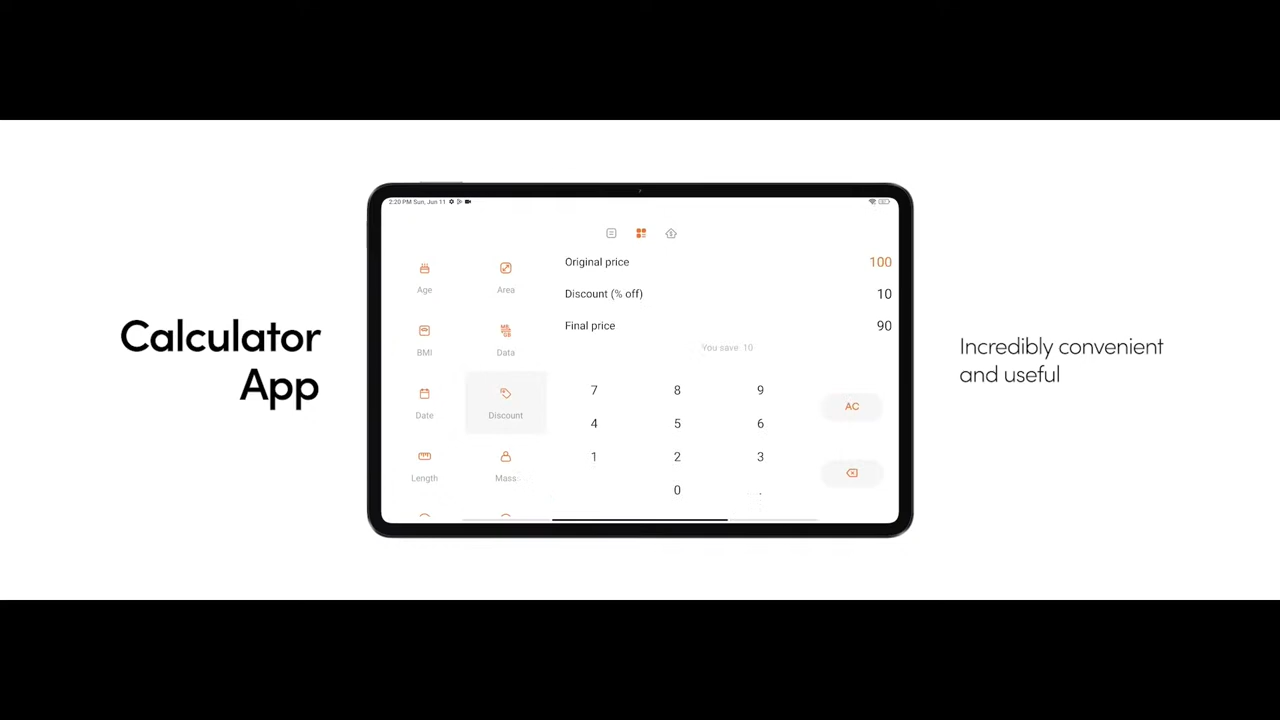 Calculator
App
2:20 PM Sun, Jun 11
Age
Area
BMI
Data
Date
Discount
Length
Mass
Original price
100
Discount (% off)
10
Final price
90
You save 10
7 8 9
4 5 6
1 2 3
0 .
AC
Incredibly convenient
and useful